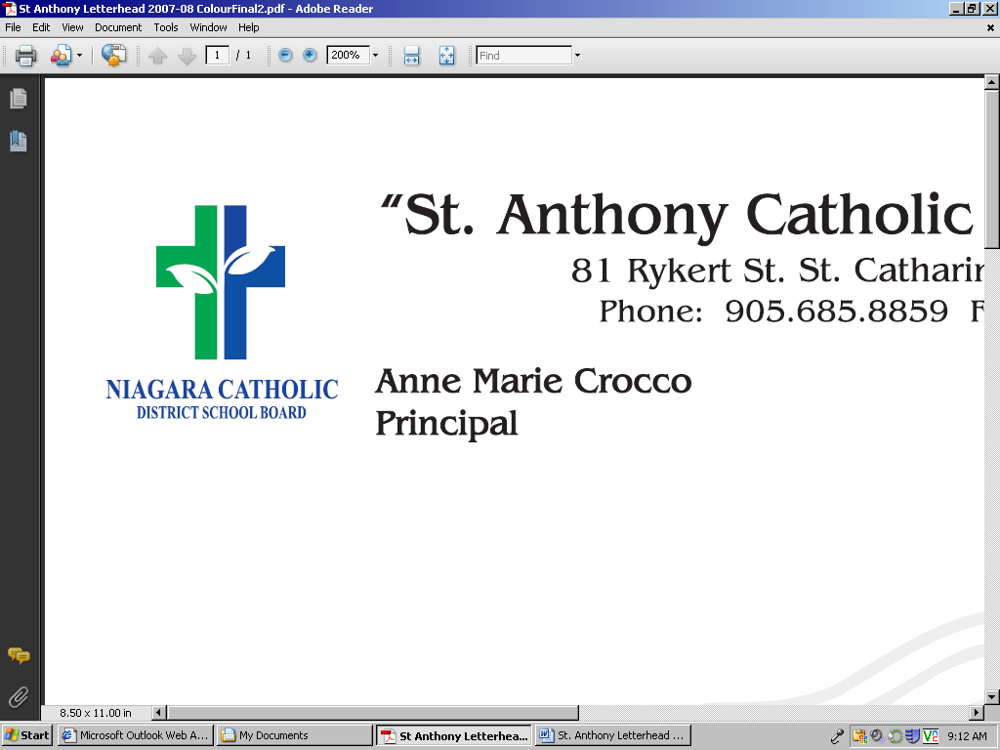 St Anthony Letterhead 2007-08 ColourFinal2.pdf - Adobe Reader
File Edit View Document Tools Window Help
1 / 1 200% Find
“St. Anthony Catholic
81 Rykert St. St. Catharin
Phone: 905.685.8859 F
NIAGARA CATHOLIC
DISTRICT SCHOOL BOARD
Anne Marie Crocco
Principal
8.50 x 11.00 in
Start Microsoft Outlook Web A... My Documents St Anthony Letterhea... St. Anthony Letterhead ... 9:12 AM